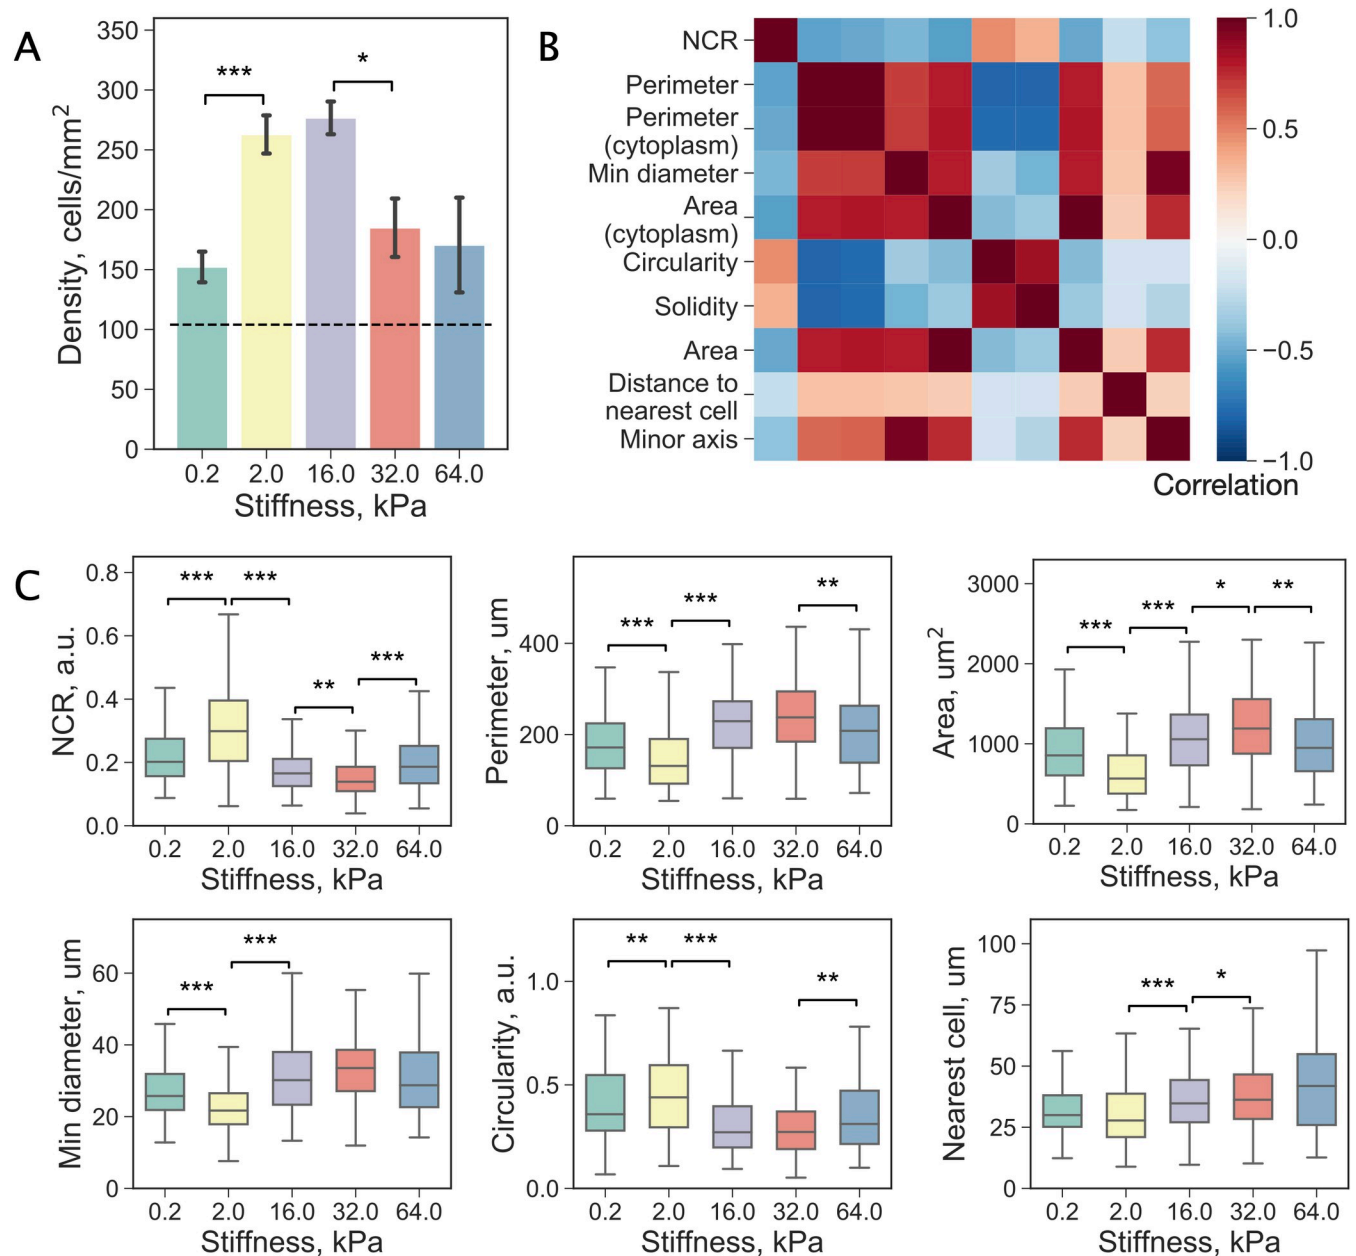 A
350
300
250
200
150
100
50
0
Density, cells/mm²
***
*
0.2 2.0 16.0 32.0 64.0
Stiffness, kPa
B
NCR
Perimeter
Perimeter
(cytoplasm)
Min diameter
Area
(cytoplasm)
Circularity
Solidity
Area
Distance to
nearest cell
Minor axis
1.0
0.5
0.0
−0.5
−1.0
Correlation
C
NCR, a.u.
0.8
0.6
0.4
0.2
0.0
*** *** ** ***
0.2 2.0 16.0 32.0 64.0
Stiffness, kPa
Perimeter, um
400
200
0
*** *** **
0.2 2.0 16.0 32.0 64.0
Stiffness, kPa
Area, um²
3000
2000
1000
0
*** *** * **
0.2 2.0 16.0 32.0 64.0
Stiffness, kPa
Min diameter, um
60
40
20
0
*** ***
0.2 2.0 16.0 32.0 64.0
Stiffness, kPa
Circularity, a.u.
1.0
0.5
0.0
** *** **
0.2 2.0 16.0 32.0 64.0
Stiffness, kPa
Nearest cell, um
100
75
50
25
0
*** *
0.2 2.0 16.0 32.0 64.0
Stiffness, kPa